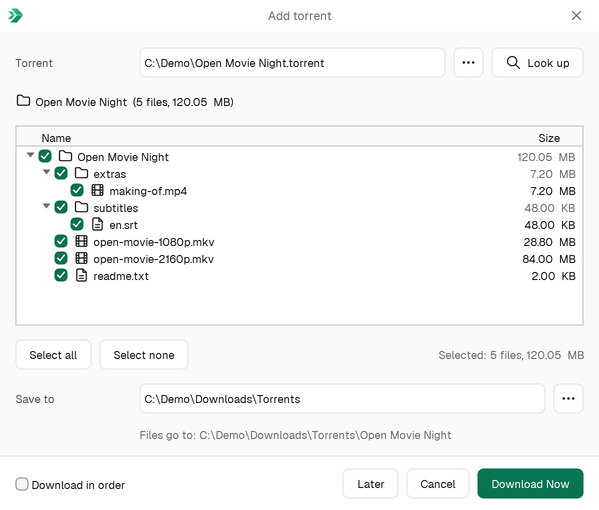 Add torrent
Torrent C:\Demo\Open Movie Night.torrent ... Look up
Open Movie Night (5 files, 120.05 MB)
Name Size
Open Movie Night 120.05 MB
extras 7.20 MB
making-of.mp4 7.20 MB
subtitles 48.00 KB
en.srt 48.00 KB
open-movie-1080p.mkv 28.80 MB
open-movie-2160p.mkv 84.00 MB
readme.txt 2.00 KB
Select all Select none Selected: 5 files, 120.05 MB
Save to C:\Demo\Downloads\Torrents ...
Files go to: C:\Demo\Downloads\Torrents\Open Movie Night
Download in order Later Cancel Download Now